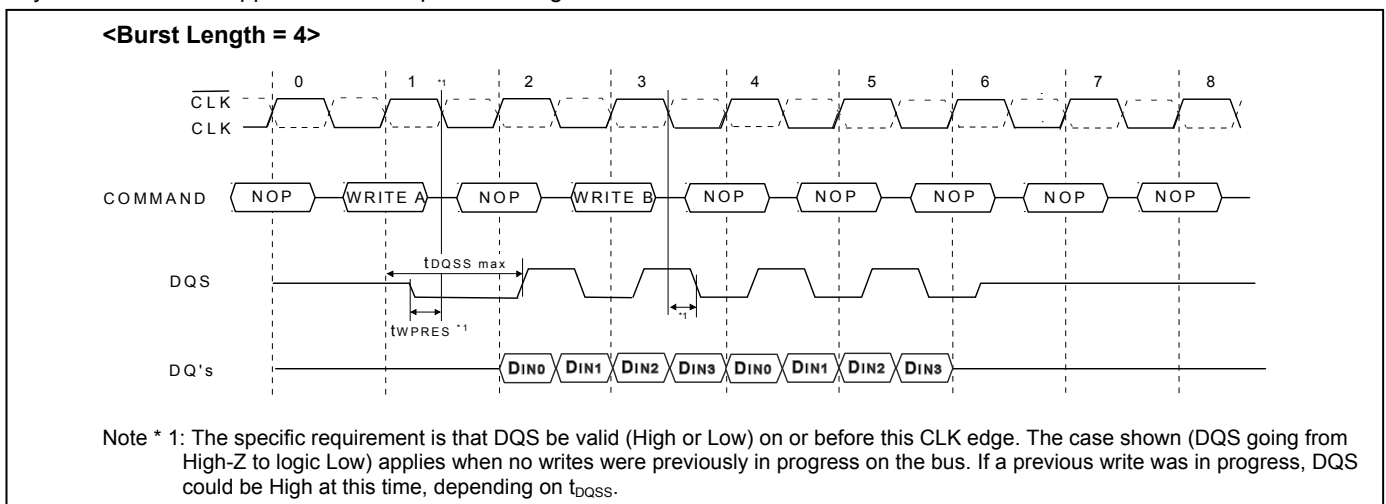 <Burst Length = 4>
0 1 *1 2 3 4 5 6 7 8
CLK
CLK
COMMAND NOP WRITE A NOP WRITE B NOP NOP NOP NOP NOP
tDQSS max
DQS
*1
tWPRES *1
DQ's DIN0 DIN1 DIN2 DIN3 DIN0 DIN1 DIN2 DIN3
Note * 1: The specific requirement is that DQS be valid (High or Low) on or before this CLK edge. The case shown (DQS going from
High-Z to logic Low) applies when no writes were previously in progress on the bus. If a previous write was in progress, DQS
could be High at this time, depending on tDQSS.